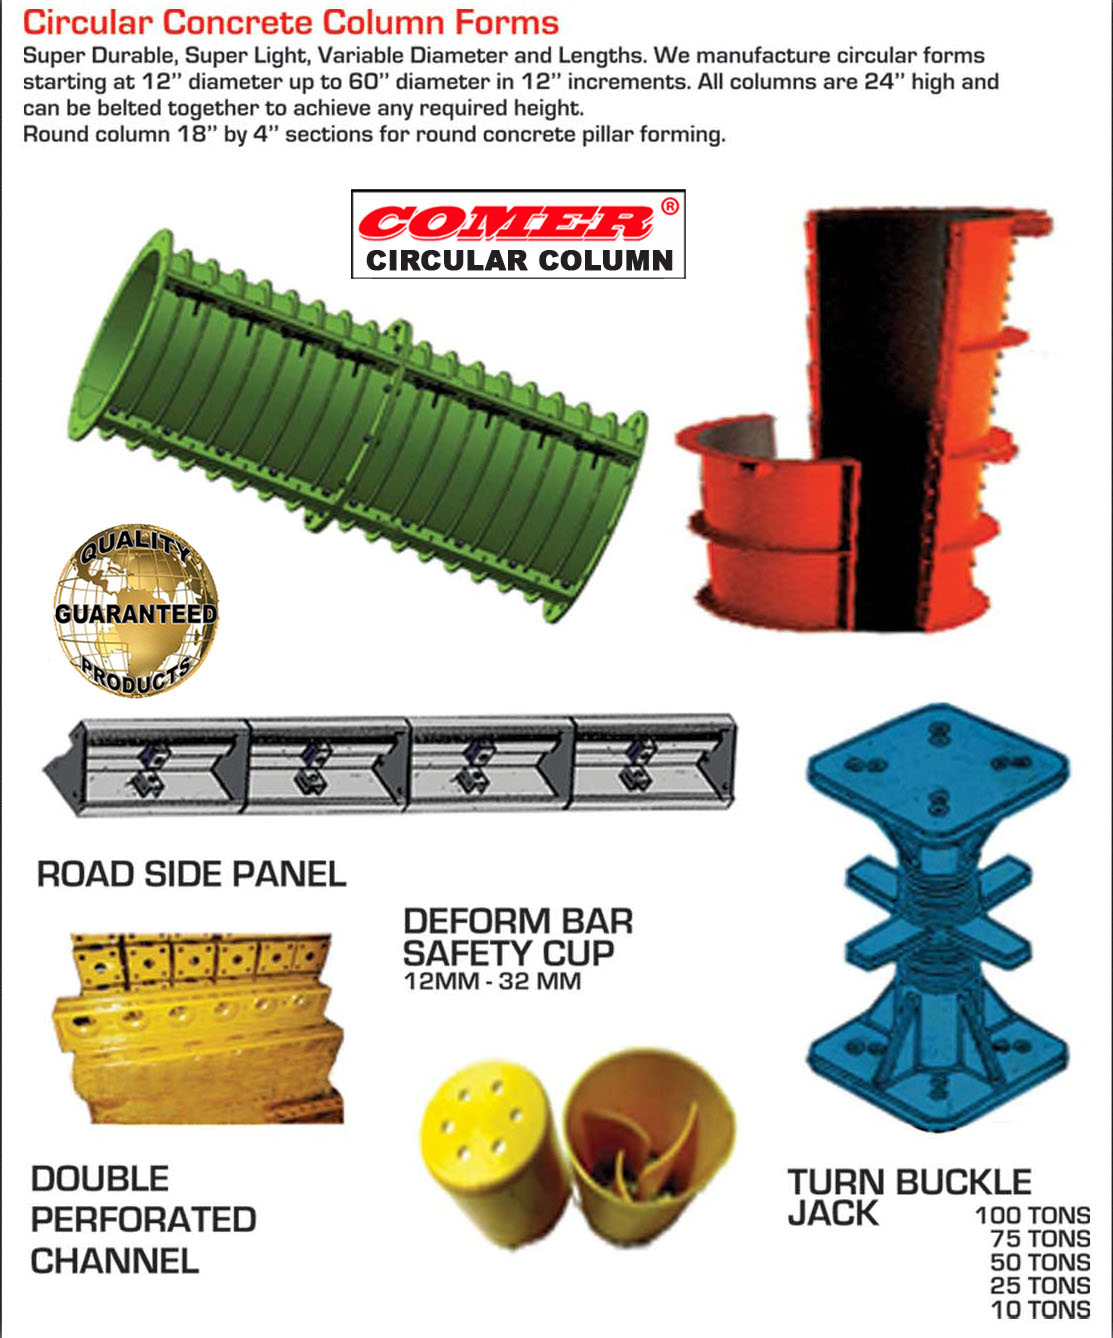 Circular Concrete Column Forms
Super Durable, Super Light, Variable Diameter and Lengths. We manufacture circular forms
starting at 12” diameter up to 60” diameter in 12” increments. All columns are 24” high and
can be belted together to achieve any required height.
Round column 18” by 4” sections for round concrete pillar forming.
COMER®
CIRCULAR COLUMN
QUALITY
GUARANTEED
PRODUCTS
ROAD SIDE PANEL
DEFORM BAR
SAFETY CUP
12MM - 32 MM
DOUBLE
PERFORATED
CHANNEL
TURN BUCKLE
JACK
100 TONS
75 TONS
50 TONS
25 TONS
10 TONS